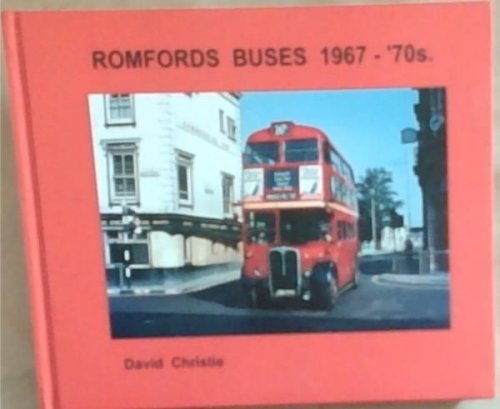 ROMFORDS BUSES 1967 - '70s.
David Christie